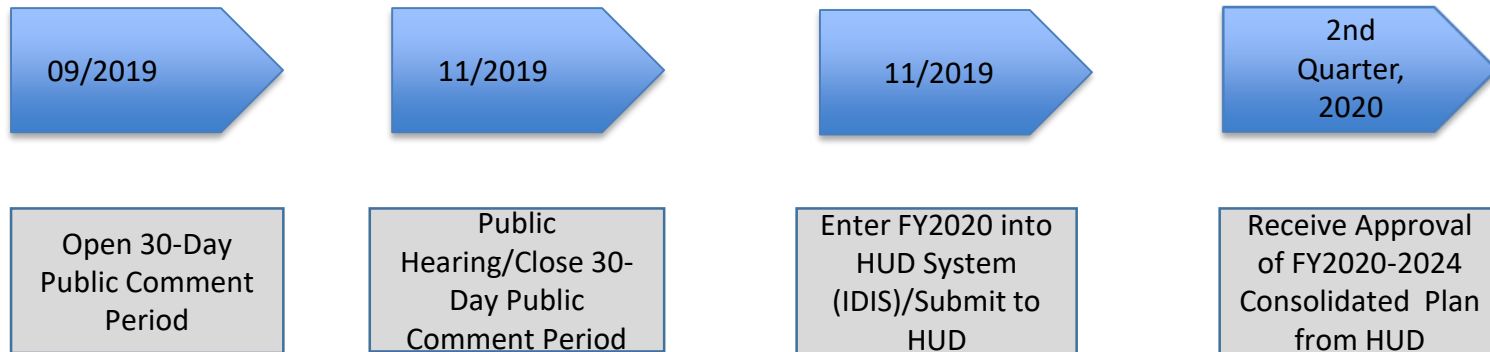 09/2019
11/2019
11/2019
2nd
Quarter,
2020
Open 30-Day
Public Comment
Period
Public
Hearing/Close 30-
Day Public
Comment Period
Enter FY2020 into
HUD System
(IDIS)/Submit to
HUD
Receive Approval
of FY2020-2024
Consolidated  Plan
from HUD